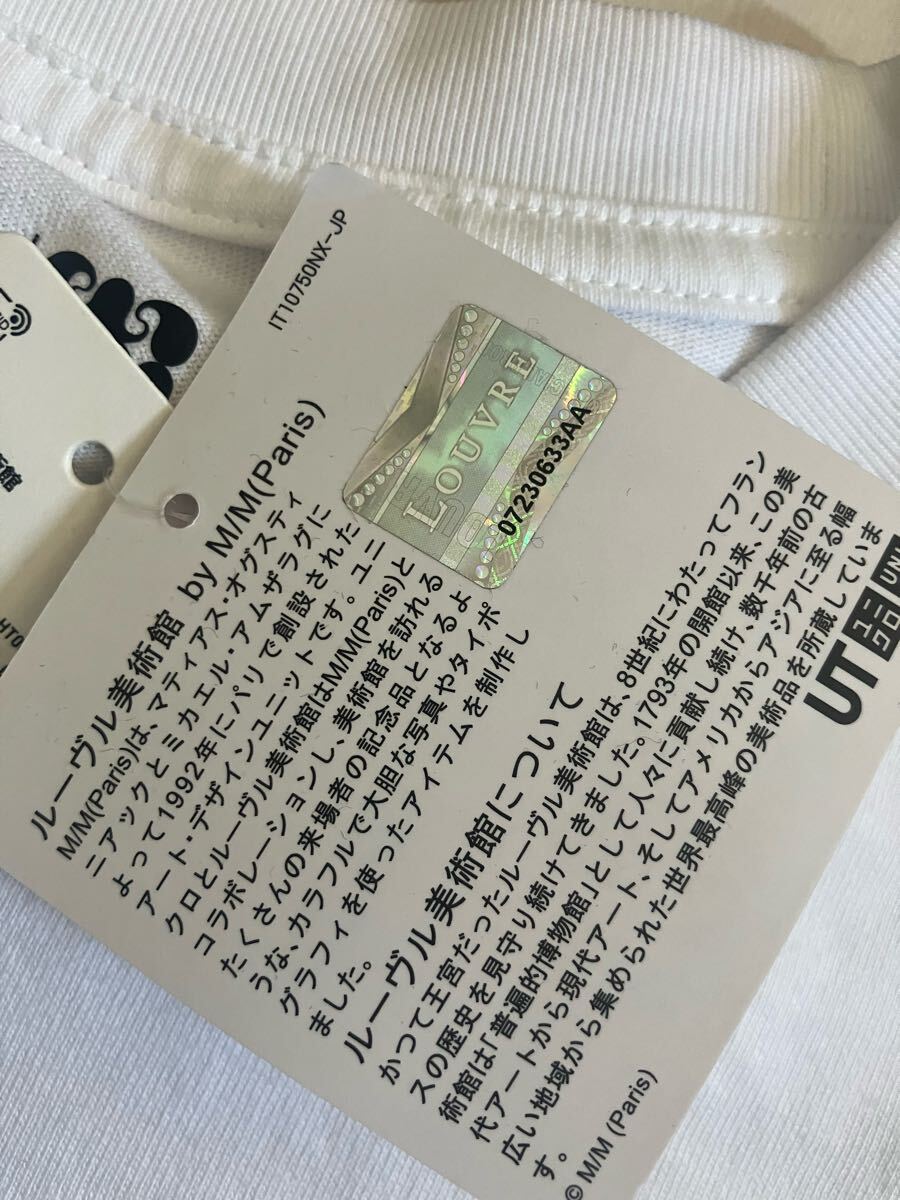 IT10750NX-JP
LOUVRE
07230633AA
ルーヴル美術館 by M/M(Paris)
M/M(Paris)は、マティアス・オグスティ
ニアックとミカエル・アムザラグに
よって1992年にパリで創設された
アート・デザインユニットです。ユニ
クロとルーヴル美術館はM/M(Paris)と
コラボレーションし、美術館を訪れる
たくさんの来場者の記念品となるよ
うな、カラフルで大胆な写真やタイポ
グラフィを使ったアイテムを制作し
ました。
ルーヴル美術館について
かつて王宮だったルーヴル美術館は、8世紀にわたってフラン
スの歴史を見守り続けてきました。1793年の開館以来、この美
術館は「普遍的博物館」として人々に貢献し続け、数千年前の古
代アートから現代アート、そしてアメリカからアジアに至る幅
広い地域から集められた世界最高峰の美術品を所蔵していま
す。
© M/M (Paris)
UT
UNI
術館